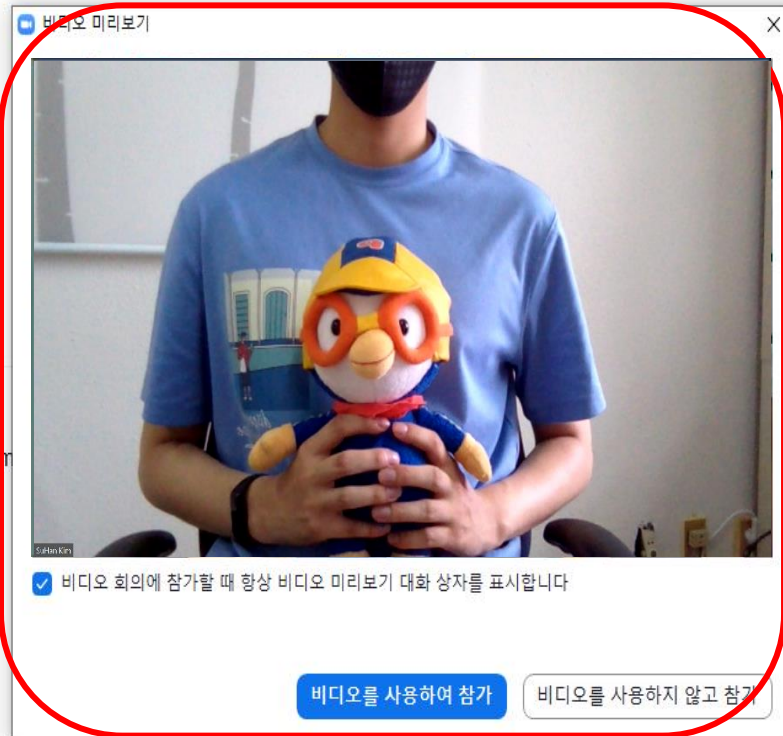 비디오 미리보기
SuHan Kim
비디오 회의에 참가할 때 항상 비디오 미리보기 대화 상자를 표시합니다
비디오를 사용하여 참가
비디오를 사용하지 않고 참가